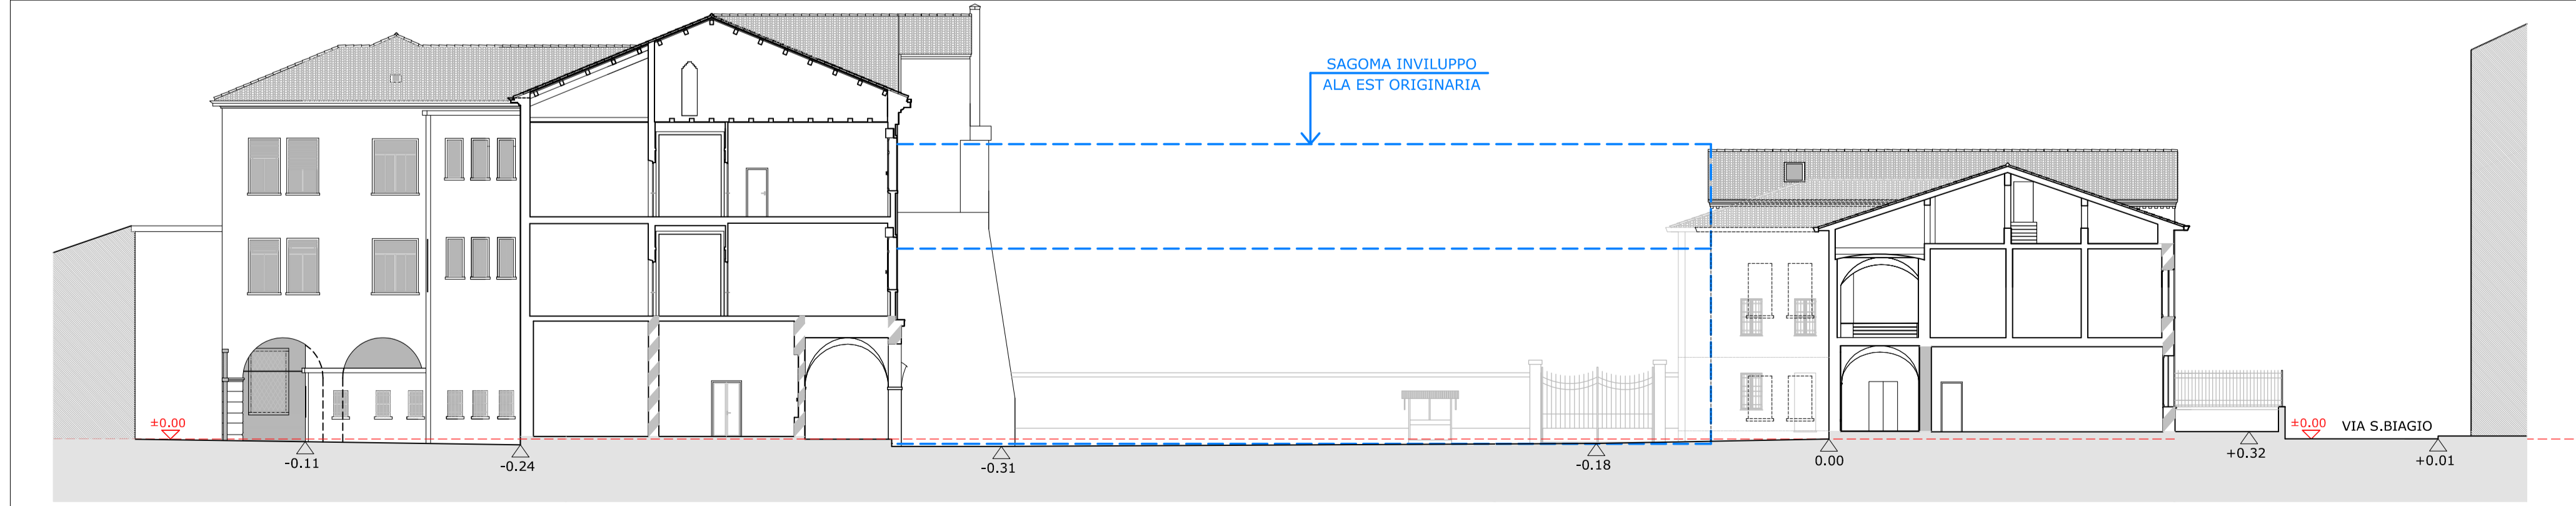 SAGOMA INVILUPPO
ALA EST ORIGINARIA
±0.00
±0.00 VIA S.BIAGIO
-0.11
-0.24
-0.31
-0.18
0.00
+0.32
+0.01